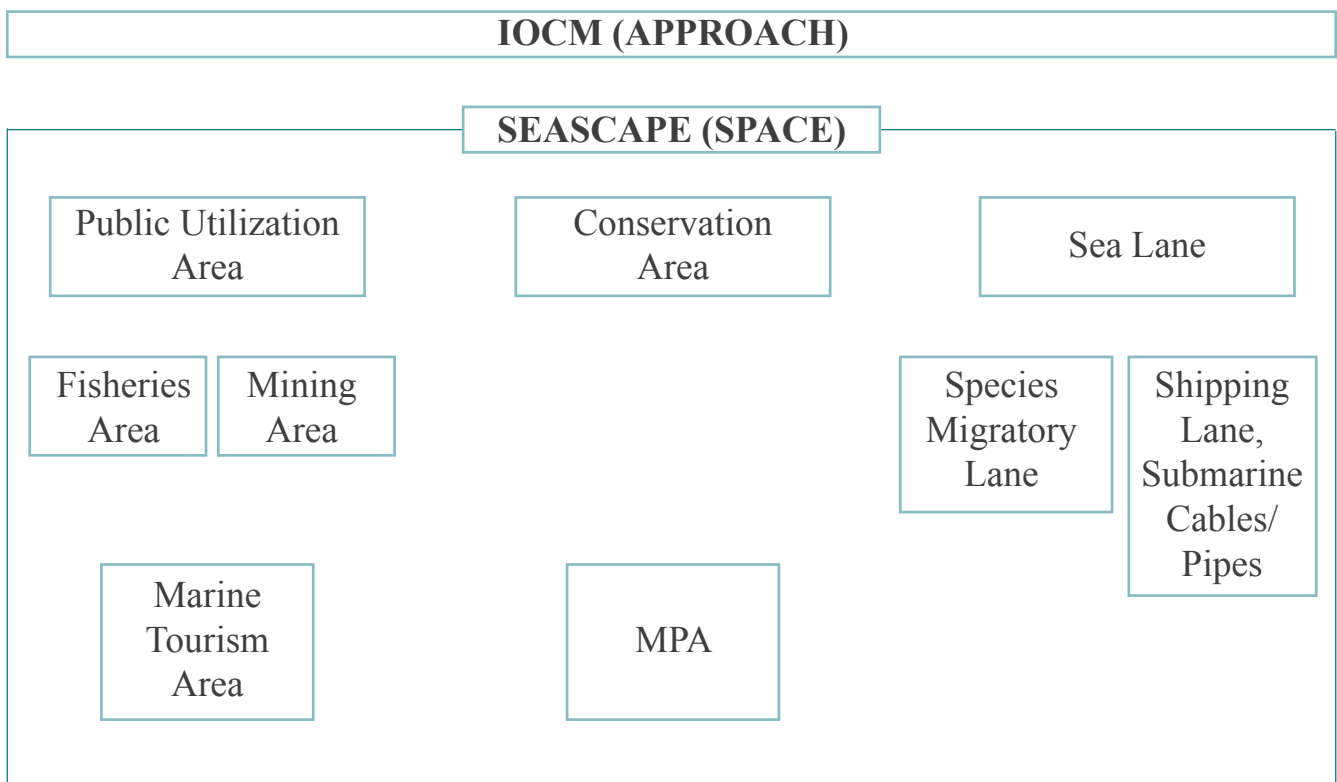 IOCM (APPROACH)
SEASCAPE (SPACE)
Public Utilization
Area
Conservation
Area
Sea Lane
Fisheries
Area
Mining
Area
Species
Migratory
Lane
Shipping
Lane,
Submarine
Cables/
Pipes
Marine
Tourism
Area
MPA